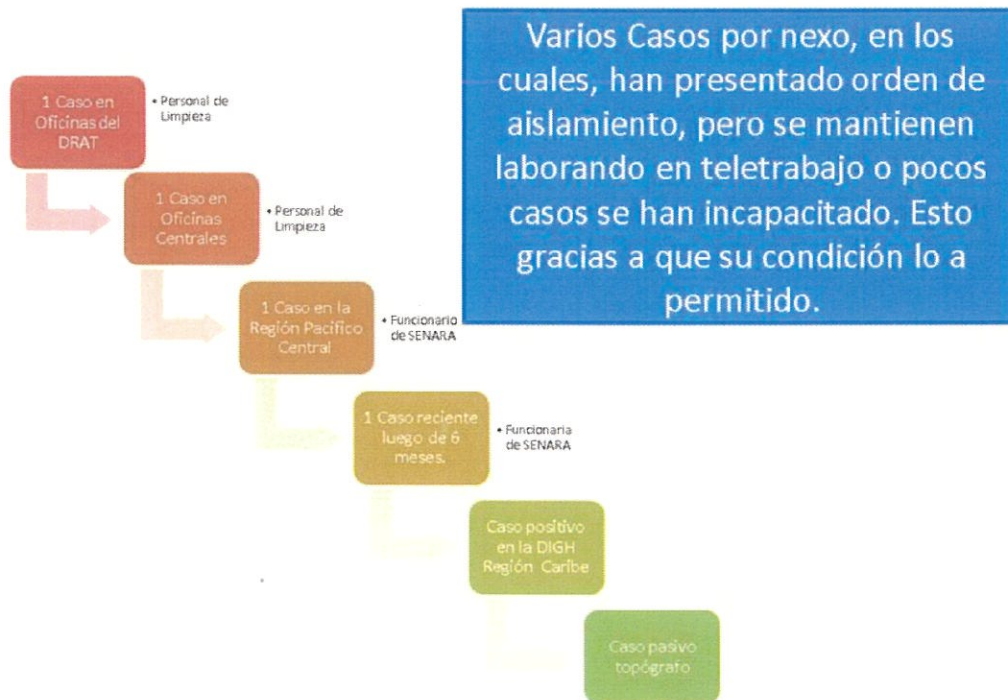 Varios Casos por nexo, en los
cuales, han presentado orden de
aislamiento, pero se mantienen
laborando en teletrabajo o pocos
casos se han incapacitado. Esto
gracias a que su condición lo a
permitido.
1 Caso en
Oficinas del
DRAT
• Personal de
Limpieza
1 Caso en
Oficinas
Centrales
• Personal de
Limpieza
1 Caso en la
Región Pacifico
Central
• Funcionario
de SENARA
1 Caso reciente
luego de 6
meses.
• Funcionaria
de SENARA
Caso positivo
en la DIGH
Región Caribe
Caso pasivo
topógrafo